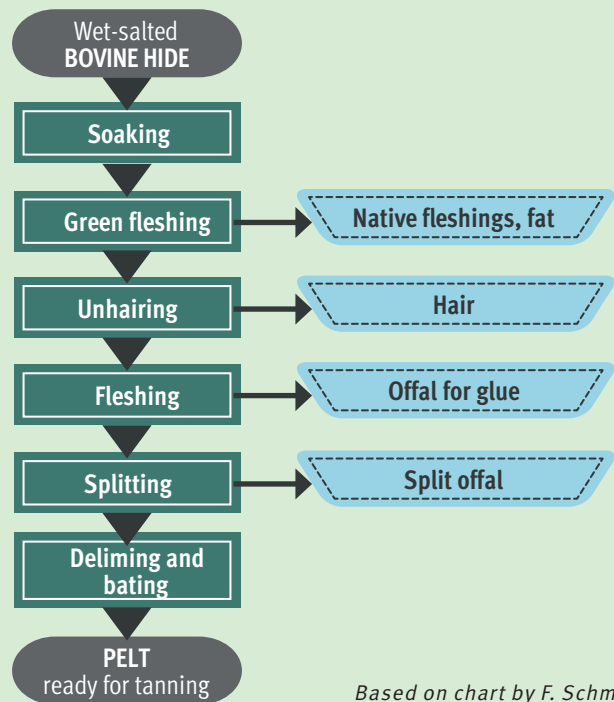 Wet-salted
BOVINE HIDE
Soaking
Green fleshing
Native fleshings, fat
Unhairing
Hair
Fleshing
Offal for glue
Splitting
Split offal
Deliming and
bating
PELT
ready for tanning
Based on chart by F. Schm